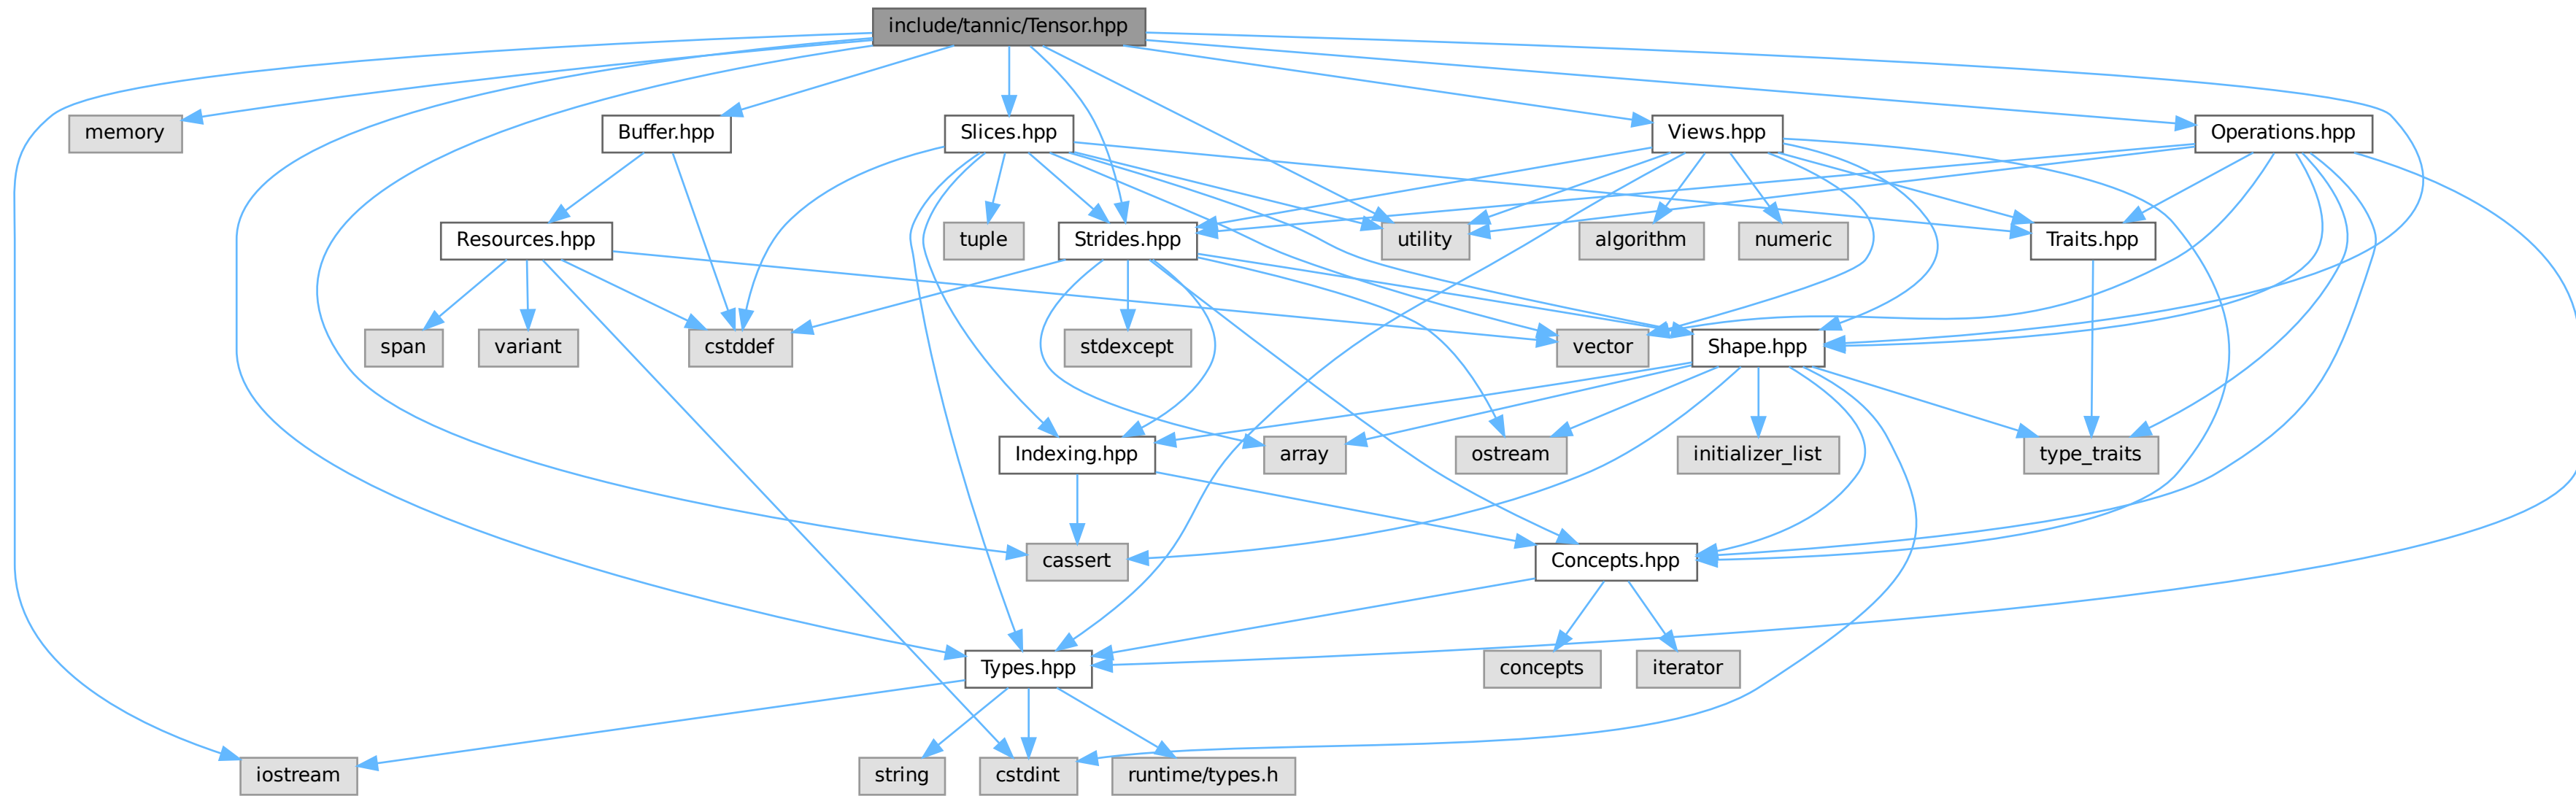 include/tannic/Tensor.hpp
memory
Buffer.hpp
Slices.hpp
Views.hpp
Operations.hpp
Resources.hpp
tuple
Strides.hpp
utility
algorithm
numeric
Traits.hpp
span
variant
cstddef
stdexcept
vector
Shape.hpp
Indexing.hpp
array
ostream
initializer_list
type_traits
cassert
Concepts.hpp
Types.hpp
concepts
iterator
iostream
string
cstdint
runtime/types.h